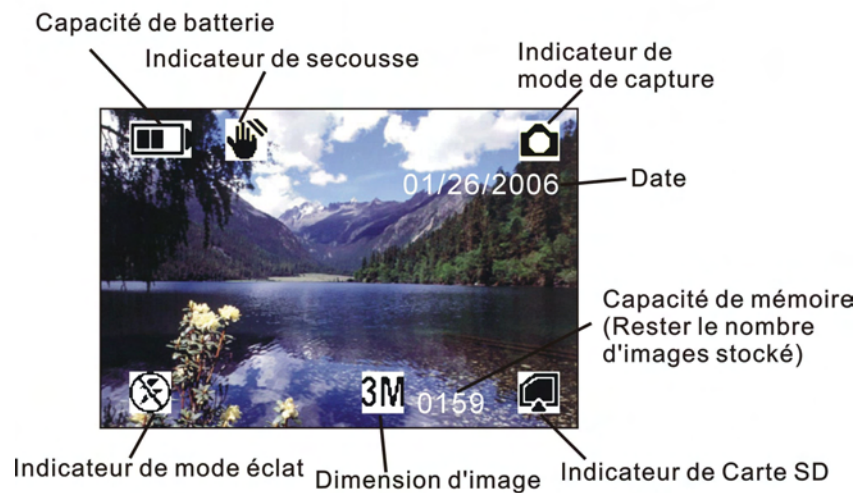 Capacité de batterie
Indicateur de secousse
Indicateur de
mode de capture
01/26/2006
Date
Capacité de mémoire
(Rester le nombre
d'images stocké)
3M
0159
Indicateur de mode éclat
Dimension d'image
Indicateur de Carte SD